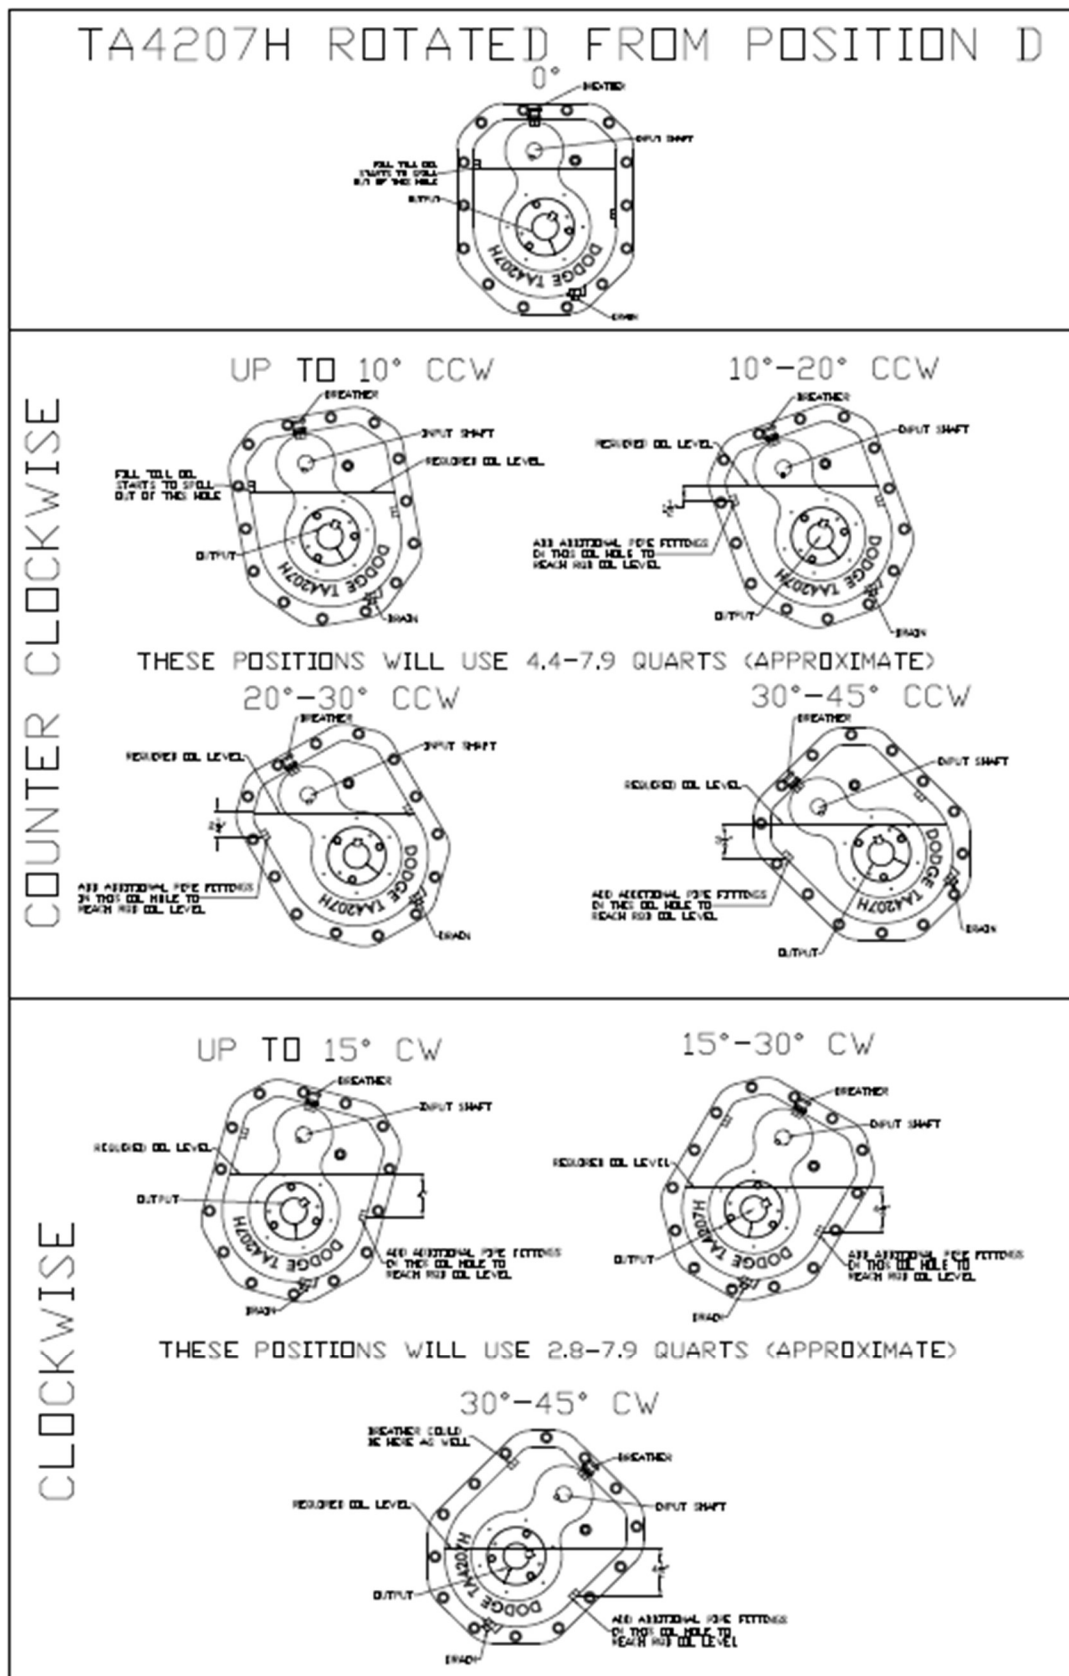 TA4207H ROTATED FROM POSITION D
0°
BREATHER
INPUT SHAFT
FILL TILL OIL
STARTS TO SPILL
OUT OF THIS HOLE
OUTPUT
DODGE TA4207H
DRAIN
COUNTER CLOCKWISE
UP TO 10° CCW
BREATHER
INPUT SHAFT
REQUIRED OIL LEVEL
FILL TILL OIL
STARTS TO SPILL
OUT OF THIS HOLE
OUTPUT
DODGE TA4207H
DRAIN
10°-20° CCW
BREATHER
INPUT SHAFT
REQUIRED OIL LEVEL
ADD ADDITIONAL PIPE FITTINGS
IN THIS OIL HOLE TO
REACH RQD OIL LEVEL
OUTPUT
DODGE TA4207H
DRAIN
THESE POSITIONS WILL USE 4.4-7.9 QUARTS (APPROXIMATE)
20°-30° CCW
BREATHER
INPUT SHAFT
REQUIRED OIL LEVEL
ADD ADDITIONAL PIPE FITTINGS
IN THIS OIL HOLE TO
REACH RQD OIL LEVEL
DODGE TA4207H
DRAIN
30°-45° CCW
BREATHER
INPUT SHAFT
REQUIRED OIL LEVEL
ADD ADDITIONAL PIPE FITTINGS
IN THIS OIL HOLE TO
REACH RQD OIL LEVEL
DODGE TA4207H
DRAIN
OUTPUT
CLOCKWISE
UP TO 15° CW
BREATHER
INPUT SHAFT
REQUIRED OIL LEVEL
OUTPUT
DODGE TA4207H
ADD ADDITIONAL PIPE FITTINGS
IN THIS OIL HOLE TO
REACH RQD OIL LEVEL
DRAIN
15°-30° CW
BREATHER
INPUT SHAFT
REQUIRED OIL LEVEL
DODGE TA4207H
OUTPUT
ADD ADDITIONAL PIPE FITTINGS
IN THIS OIL HOLE TO
REACH RQD OIL LEVEL
DRAIN
THESE POSITIONS WILL USE 2.8-7.9 QUARTS (APPROXIMATE)
30°-45° CW
BREATHER COULD
BE HERE AS WELL
BREATHER
REQUIRED OIL LEVEL
INPUT SHAFT
DODGE TA4207H
OUTPUT
ADD ADDITIONAL PIPE FITTINGS
IN THIS OIL HOLE TO
REACH RQD OIL LEVEL
DRAIN